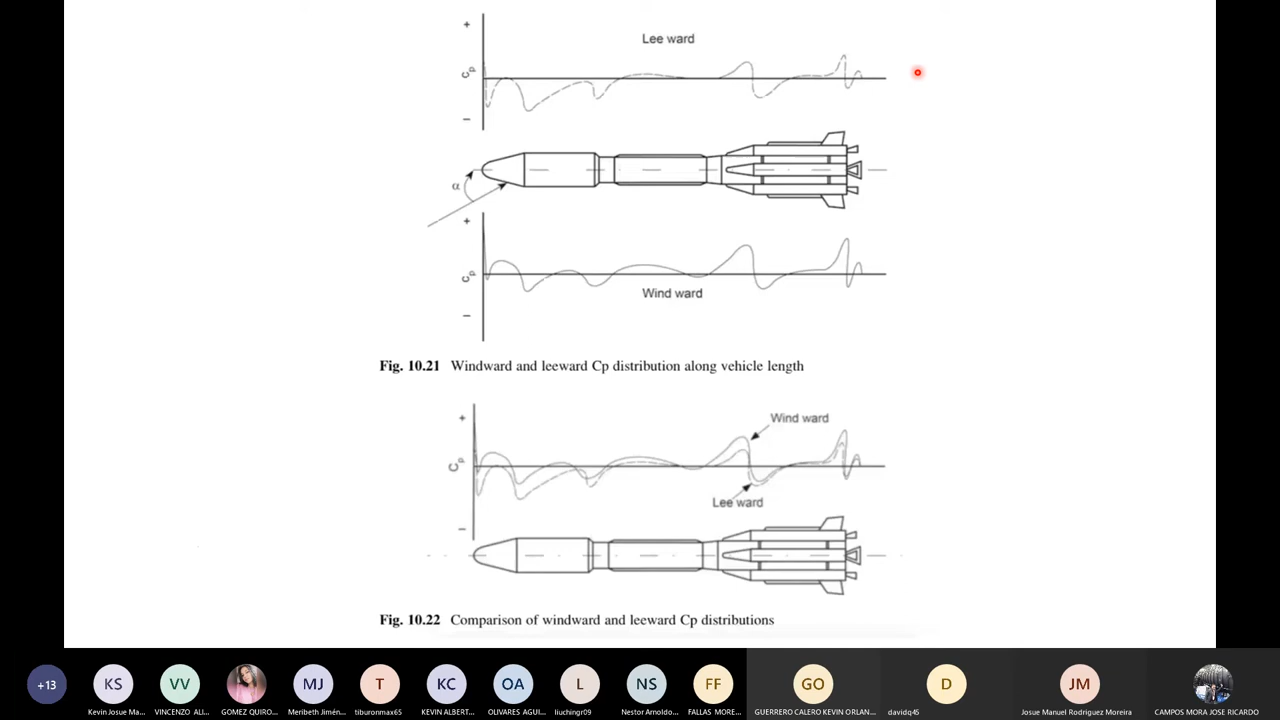 +
Lee ward
Cp
–
α
+
Cp
Wind ward
–
Fig. 10.21 Windward and leeward Cp distribution along vehicle length
+
Wind ward
Cp
Lee ward
–
Fig. 10.22 Comparison of windward and leeward Cp distributions
+13
KS
VV
MJ
T
KC
OA
L
NS
FF
GO
D
JM
Kevin Josue Ma...
VINCENZO ALI...
GOMEZ QUIRO...
Meribeth Jimén...
tiburonmax65
KEVIN ALBERT...
OLIVARES AGUI...
liuchingr09
Nestor Arnoldo...
FALLAS MORE...
GUERRERO CALERO KEVIN ORLAN...
davidq45
Josue Manuel Rodriguez Moreira
CAMPOS MORA JOSE RICARDO